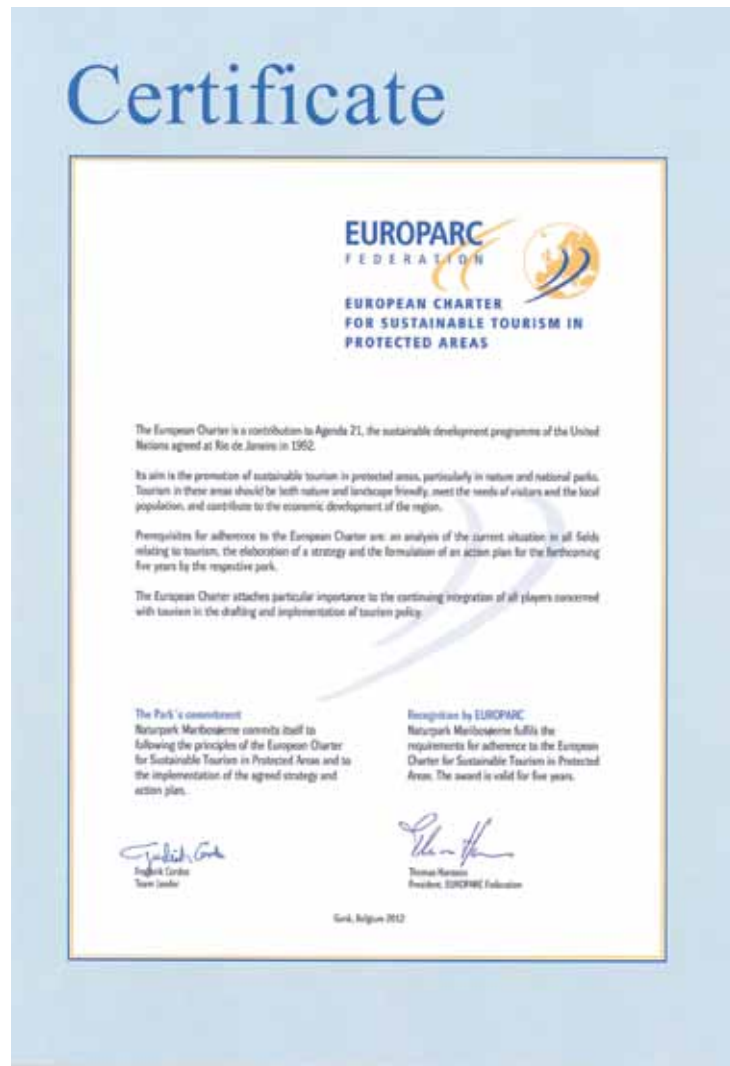 Certificate
EUROPARC
FEDERATION
EUROPEAN CHARTER
FOR SUSTAINABLE TOURISM IN
PROTECTED AREAS
The European Charter is a contribution to Agenda 21, the sustainable development programme of the United
Nations agreed at Rio de Janeiro in 1992.
Its aim is the promotion of sustainable tourism in protected areas, particularly in nature and national parks.
Tourism in these areas should be both nature and landscape friendly, meet the needs of visitors and the local
population, and contribute to the economic development of the region.
Prerequisites for adherence to the European Charter are: an analysis of the current situation in all fields
relating to tourism, the elaboration of a strategy and the formulation of an action plan for the forthcoming
five years by the respective park.
The European Charter attaches particular importance to the continuing integration of all players concerned
with tourism in the drafting and implementation of tourism policy.
The Park's commitment
Naturpark Maribosøerne commits itself to
following the principles of the European Charter
for Sustainable Tourism in Protected Areas and to
the implementation of the agreed strategy and
action plan.
Team Leader
Recognition by EUROPARC
Naturpark Maribosøerne fulfils the
requirements for adherence to the European
Charter for Sustainable Tourism in Protected
Areas. The award is valid for five years.
Thomas Hansson
President, EUROPARC Federation
Genk, Belgium 2012